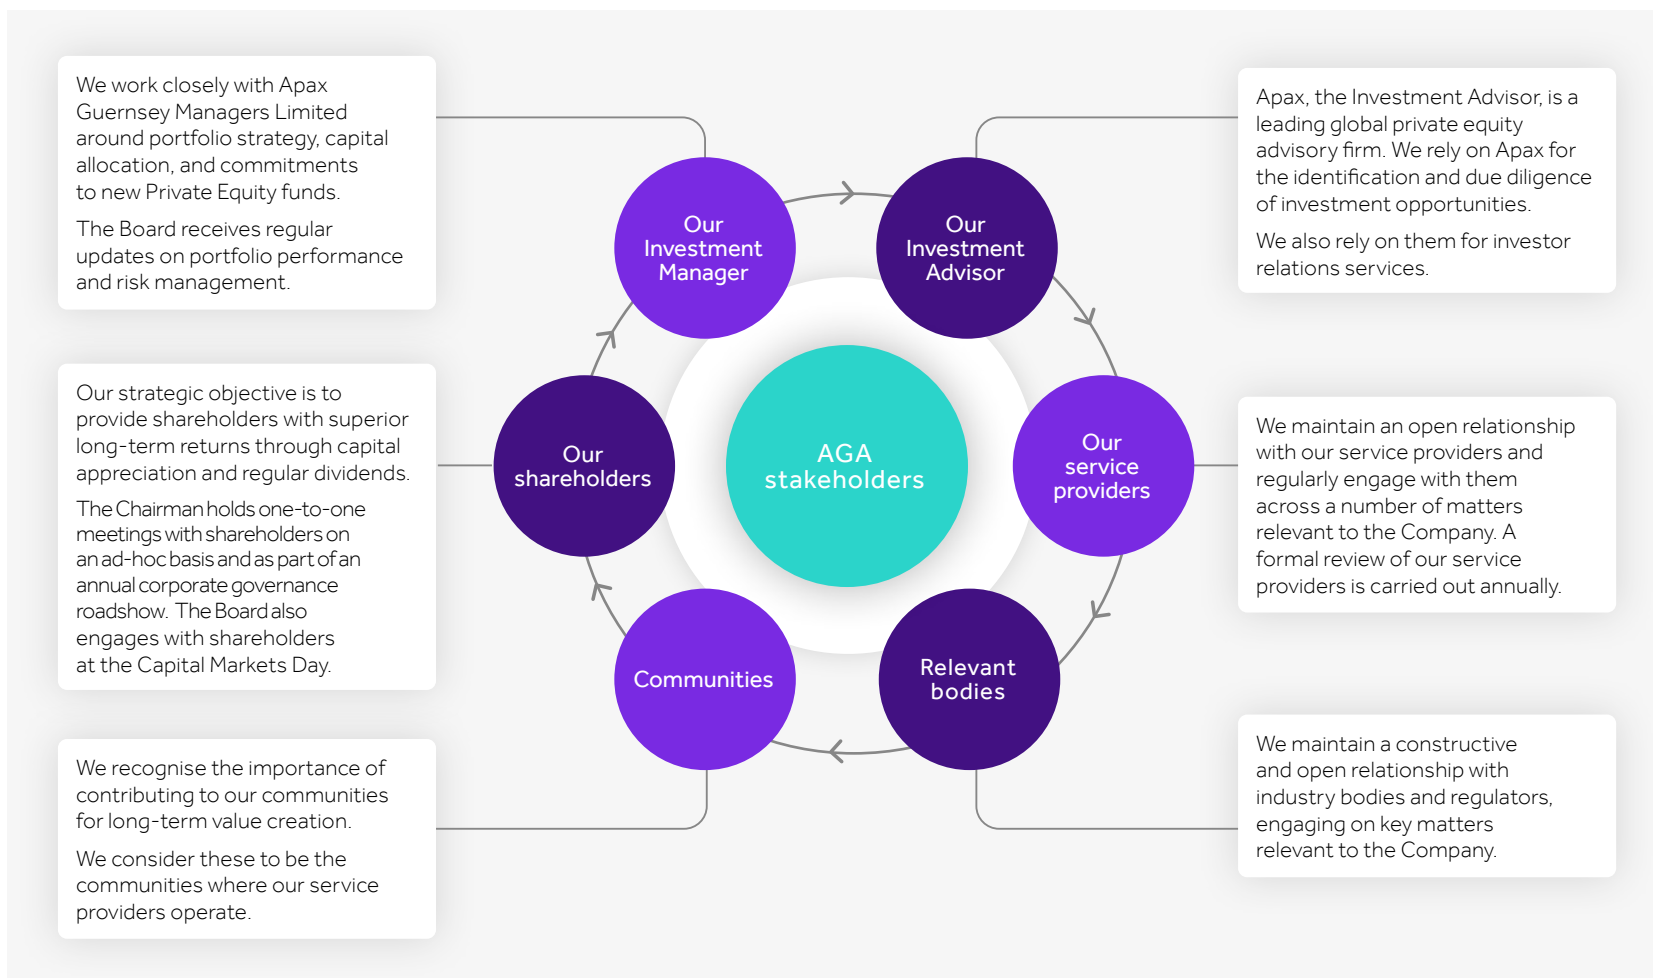 We work closely with Apax
Guernsey Managers Limited
around portfolio strategy, capital
allocation, and commitments
to new Private Equity funds.
The Board receives regular
updates on portfolio performance
and risk management.
Our strategic objective is to
provide shareholders with superior
long-term returns through capital
appreciation and regular dividends.
The Chairman holds one-to-one
meetings with shareholders on
an ad-hoc basis and as part of an
annual corporate governance
roadshow. The Board also
engages with shareholders
at the Capital Markets Day.
We recognise the importance of
contributing to our communities
for long-term value creation.
We consider these to be the
communities where our service
providers operate.
Our
Investment
Manager
Our
Investment
Advisor
Our
shareholders
AGA
stakeholders
Our
service
providers
Communities
Relevant
bodies
Apax, the Investment Advisor, is a
leading global private equity
advisory firm. We rely on Apax for
the identification and due diligence
of investment opportunities.
We also rely on them for investor
relations services.
We maintain an open relationship
with our service providers and
regularly engage with them
across a number of matters
relevant to the Company. A
formal review of our service
providers is carried out annually.
We maintain a constructive
and open relationship with
industry bodies and regulators,
engaging on key matters
relevant to the Company.